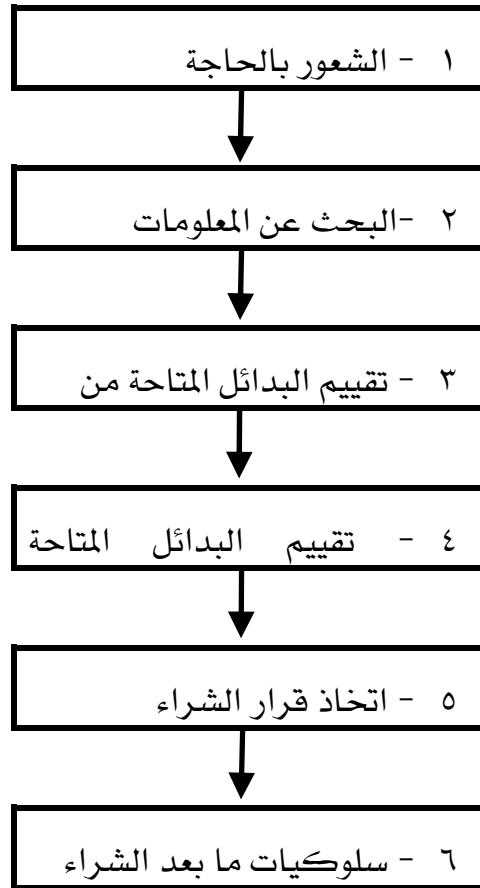 ١ - الشعور بالحاجة
٢ -البحث عن المعلومات
٣ - تقييم البدائل المتاحة من
٤ - تقييم البدائل المتاحة
٥ - اتخاذ قرار الشراء
٦ - سلوكيات ما بعد الشراء